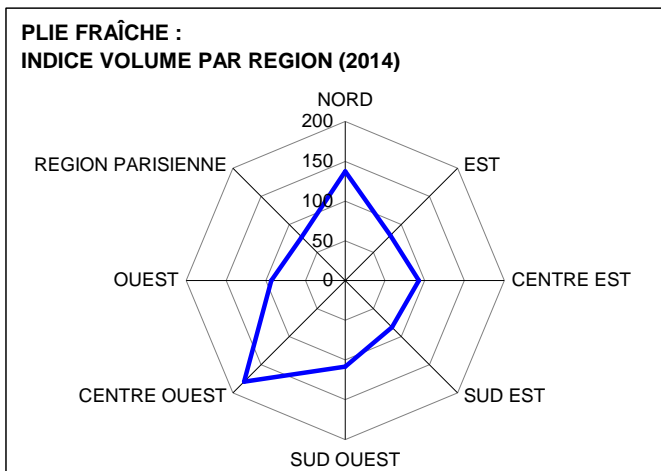 PLIE FRAÎCHE :
INDICE VOLUME PAR REGION (2014)
NORD
200
REGION PARISIENNE
150
EST
100
50
OUEST
0
CENTRE EST
CENTRE OUEST
SUD EST
SUD OUEST